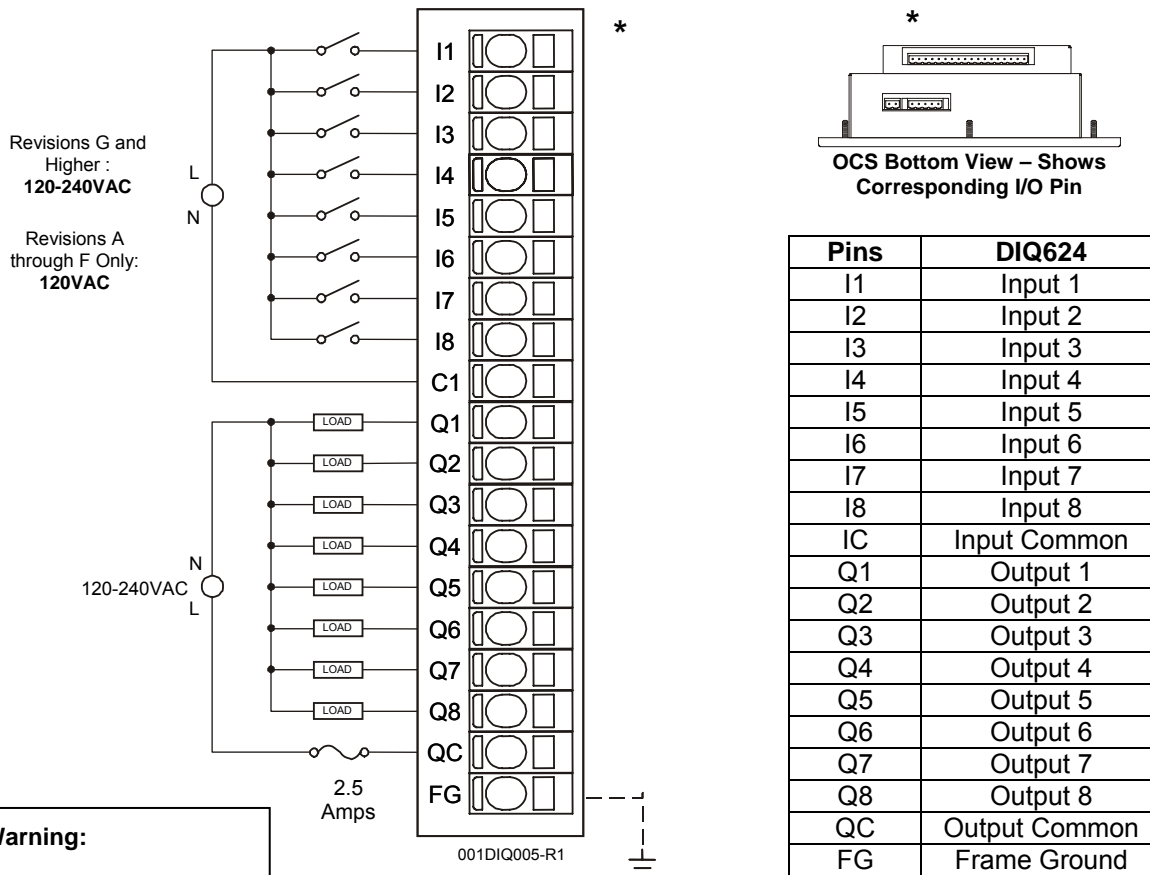 *
I1
I2
I3
I4
I5
I6
I7
I8
C1
Q1
Q2
Q3
Q4
Q5
Q6
Q7
Q8
QC
FG
Revisions G and
Higher :
120-240VAC
Revisions A
through F Only:
120VAC
L
N
LOAD
LOAD
LOAD
LOAD
LOAD
LOAD
LOAD
LOAD
N
120-240VAC
L
2.5
Amps
001DIQ005-R1
*
OCS Bottom View – Shows
Corresponding I/O Pin
Pins DIQ624
I1 Input 1
I2 Input 2
I3 Input 3
I4 Input 4
I5 Input 5
I6 Input 6
I7 Input 7
I8 Input 8
IC Input Common
Q1 Output 1
Q2 Output 2
Q3 Output 3
Q4 Output 4
Q5 Output 5
Q6 Output 6
Q7 Output 7
Q8 Output 8
QC Output Common
FG Frame Ground